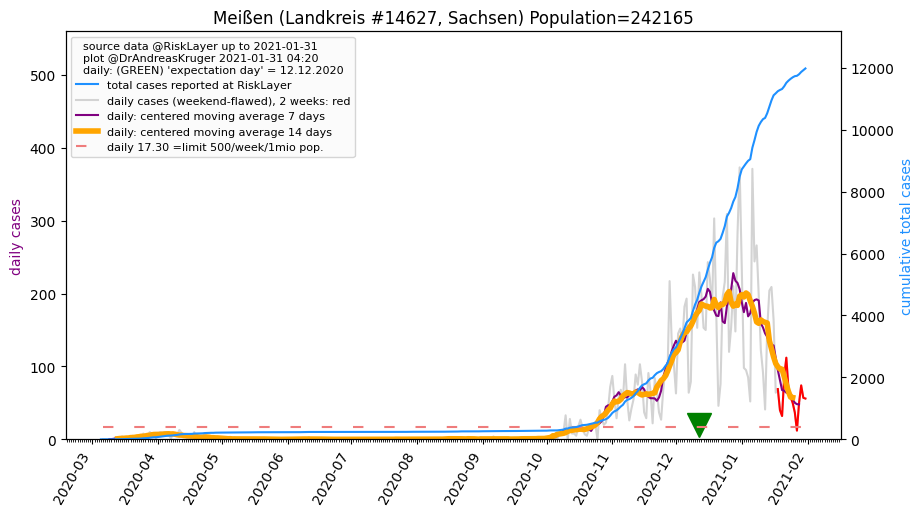 Meißen (Landkreis #14627, Sachsen) Population=242165
source data @RiskLayer up to 2021-01-31
plot @DrAndreasKruger 2021-01-31 04:20
daily: (GREEN) 'expectation day' = 12.12.2020
total cases reported at RiskLayer
daily cases (weekend-flawed), 2 weeks: red
daily: centered moving average 7 days
daily: centered moving average 14 days
daily 17.30 =limit 500/week/1mio pop.
daily cases
500
400
300
200
100
0
cumulative total cases
12000
10000
8000
6000
4000
2000
0
2020-03
2020-04
2020-05
2020-06
2020-07
2020-08
2020-09
2020-10
2020-11
2020-12
2021-01
2021-02